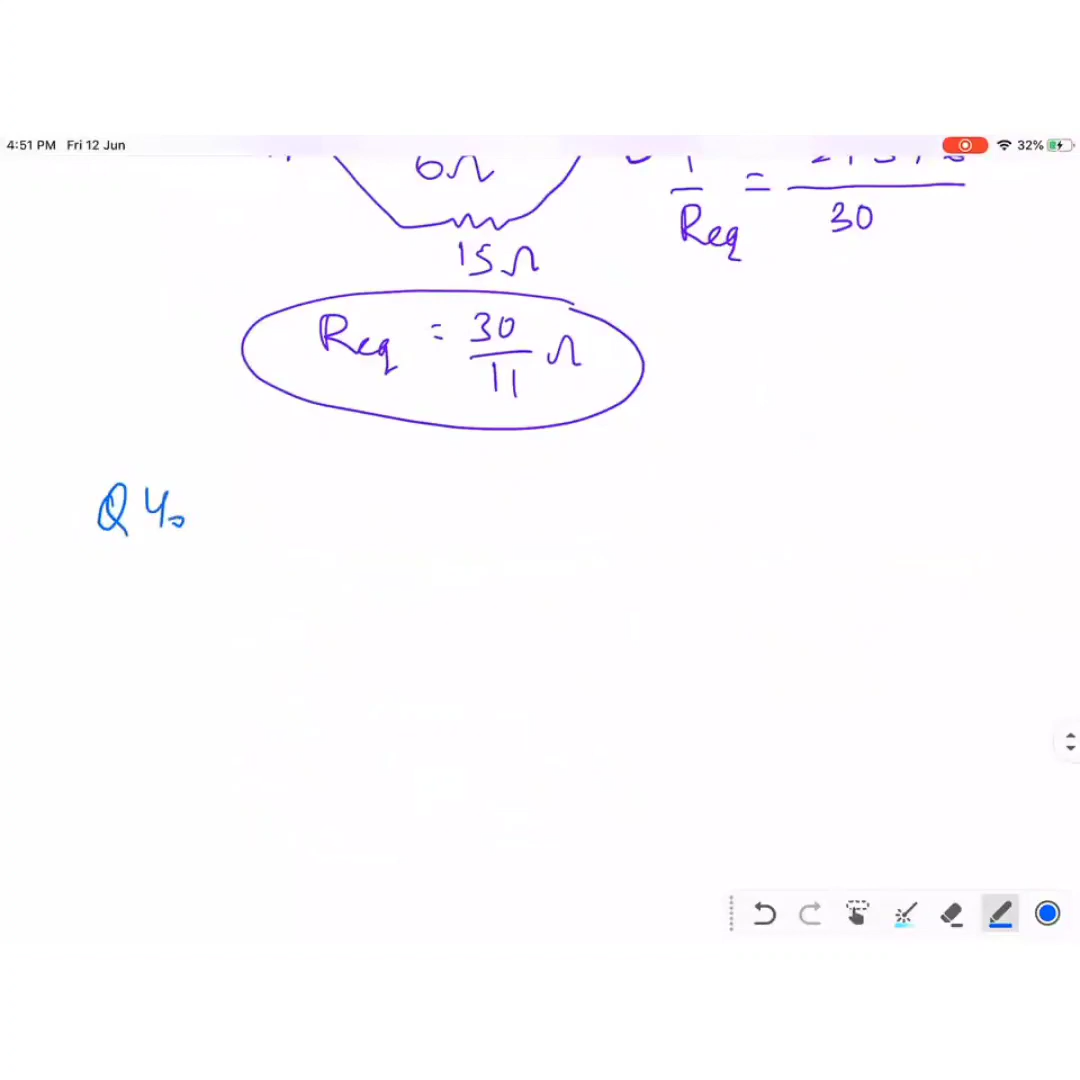 4:51 PM Fri 12 Jun 32%
6Ω
1/Req = /30
15Ω
Req = 30/11 Ω
Q4.